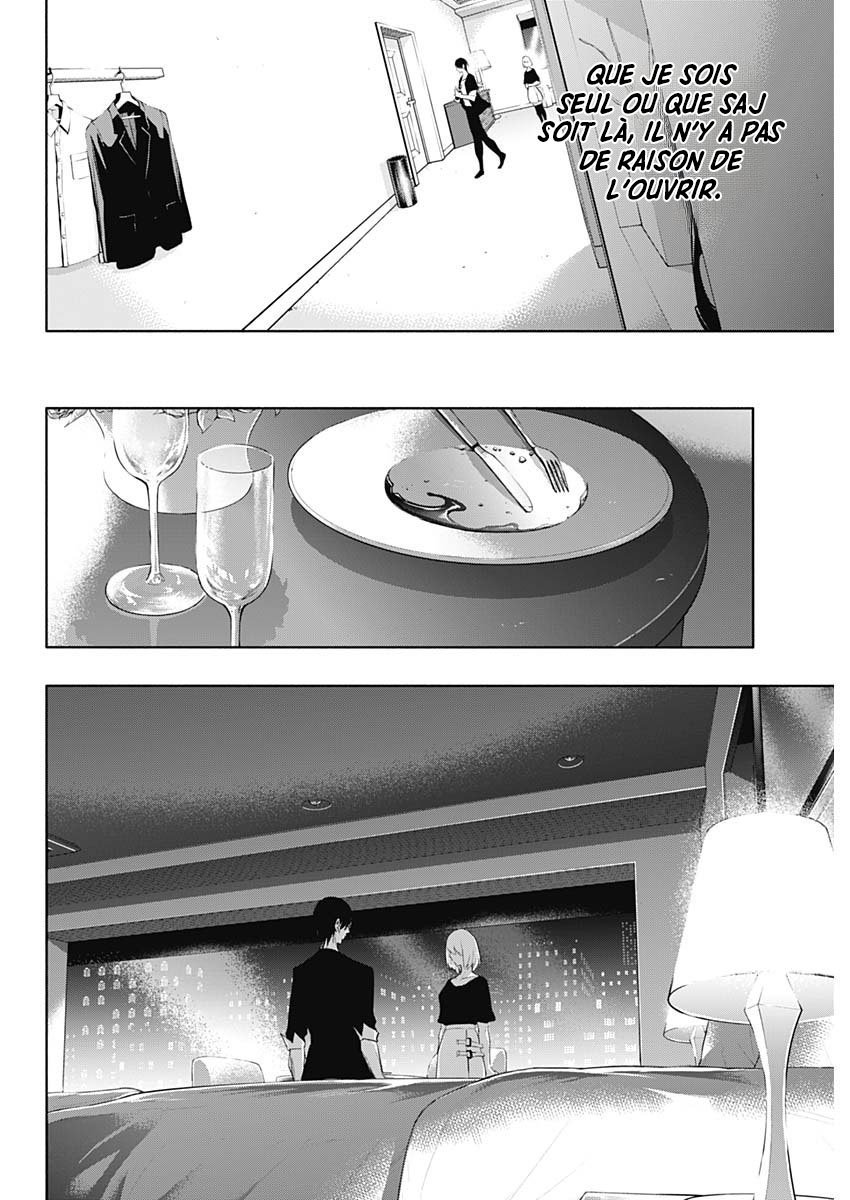 QUE JE SOIS
SEUL OU QUE SAJ
SOIT LÀ, IL N'Y A PAS
DE RAISON DE
L'OUVRIR.